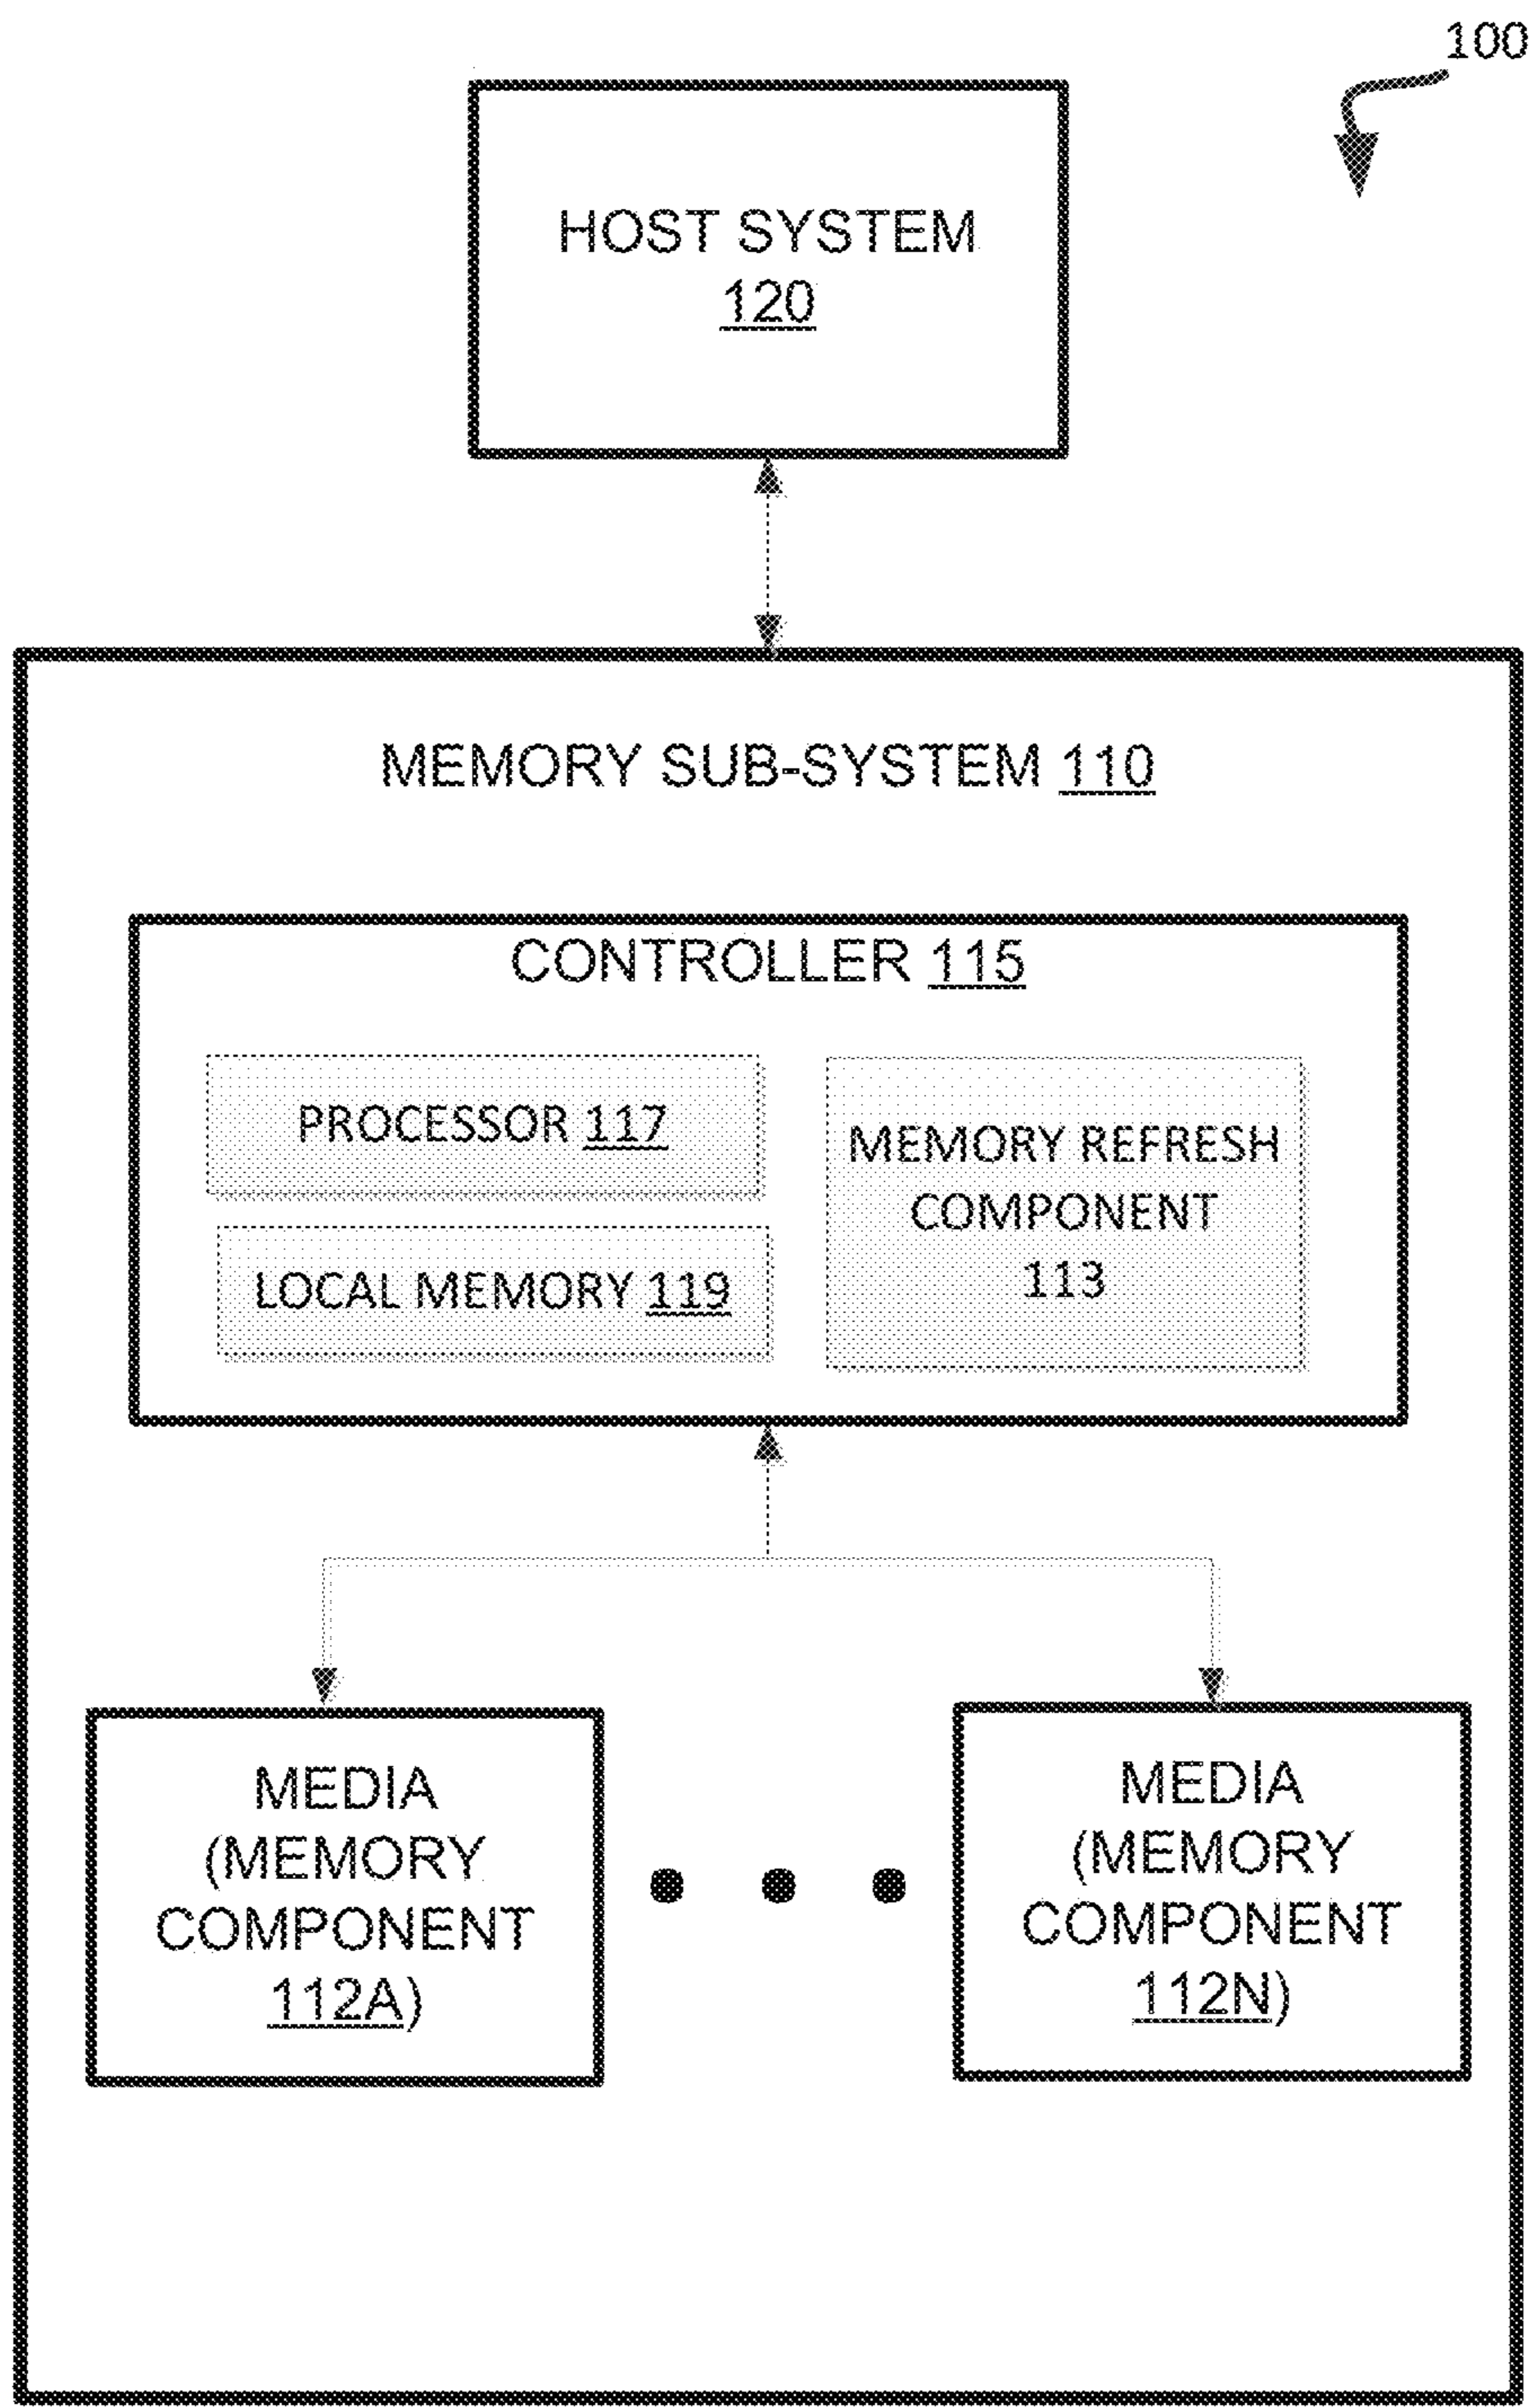 100
HOST SYSTEM
120
MEMORY SUB-SYSTEM 110
CONTROLLER 115
PROCESSOR 117
LOCAL MEMORY 119
MEMORY REFRESH
COMPONENT
113
MEDIA
(MEMORY
COMPONENT
112A)
MEDIA
(MEMORY
COMPONENT
112N)